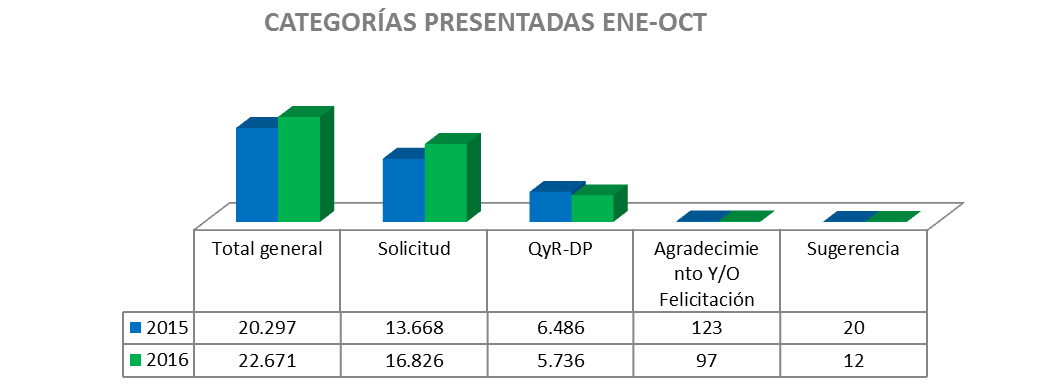 CATEGORÍAS PRESENTADAS ENE-OCT
Total general Solicitud QyR-DP Agradecimie Sugerencia
nto Y/O
Felicitación
2015 20.297 13.668 6.486 123 20
2016 22.671 16.826 5.736 97 12